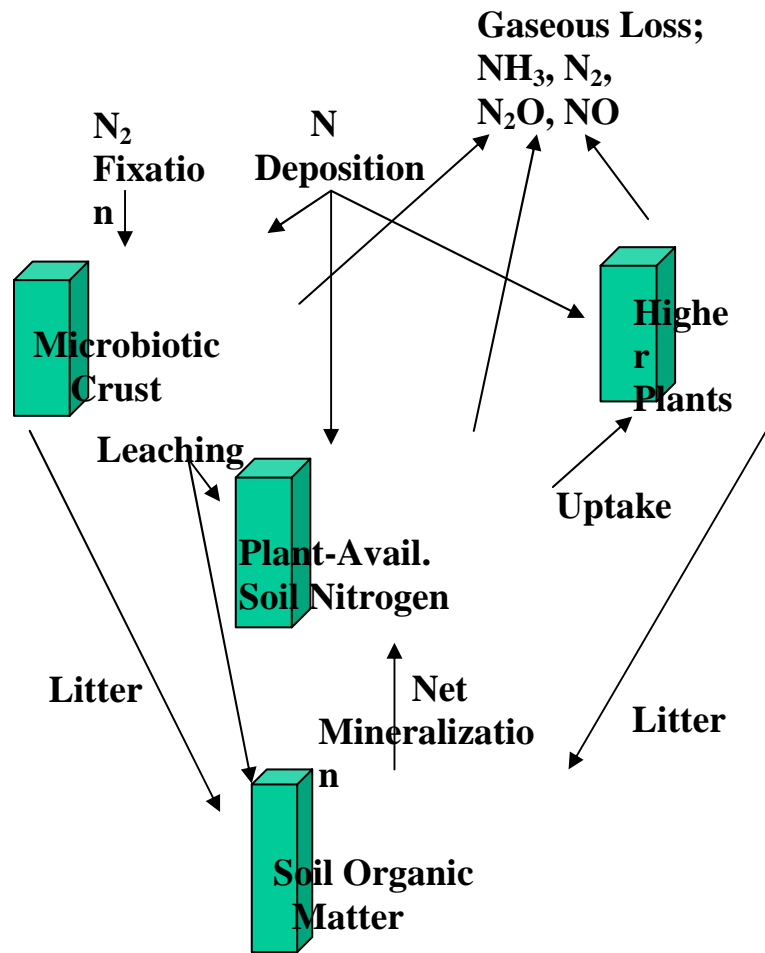 Gaseous Loss;
NH₃, N₂,
N₂O, NO
N₂
Fixatio
n
N
Deposition
Microbiotic
Crust
Highe
r
Plants
Leaching
Uptake
Plant-Avail.
Soil Nitrogen
Litter
Net
Mineralizatio
n
Litter
Soil Organic
Matter